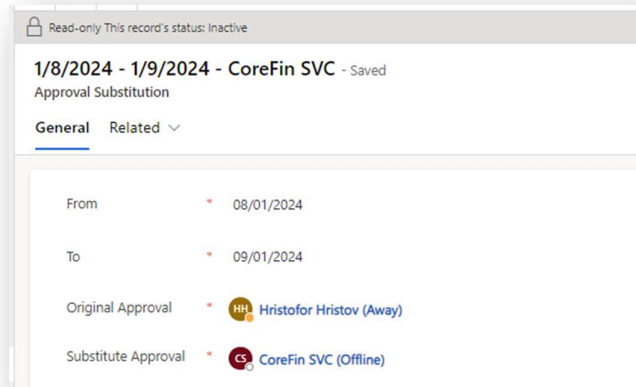 Read-only This record's status: Inactive
1/8/2024 - 1/9/2024 - CoreFin SVC - Saved
Approval Substitution
General Related
From * 08/01/2024
To * 09/01/2024
Original Approval * HH Hristofor Hristov (Away)
Substitute Approval * CS CoreFin SVC (Offline)